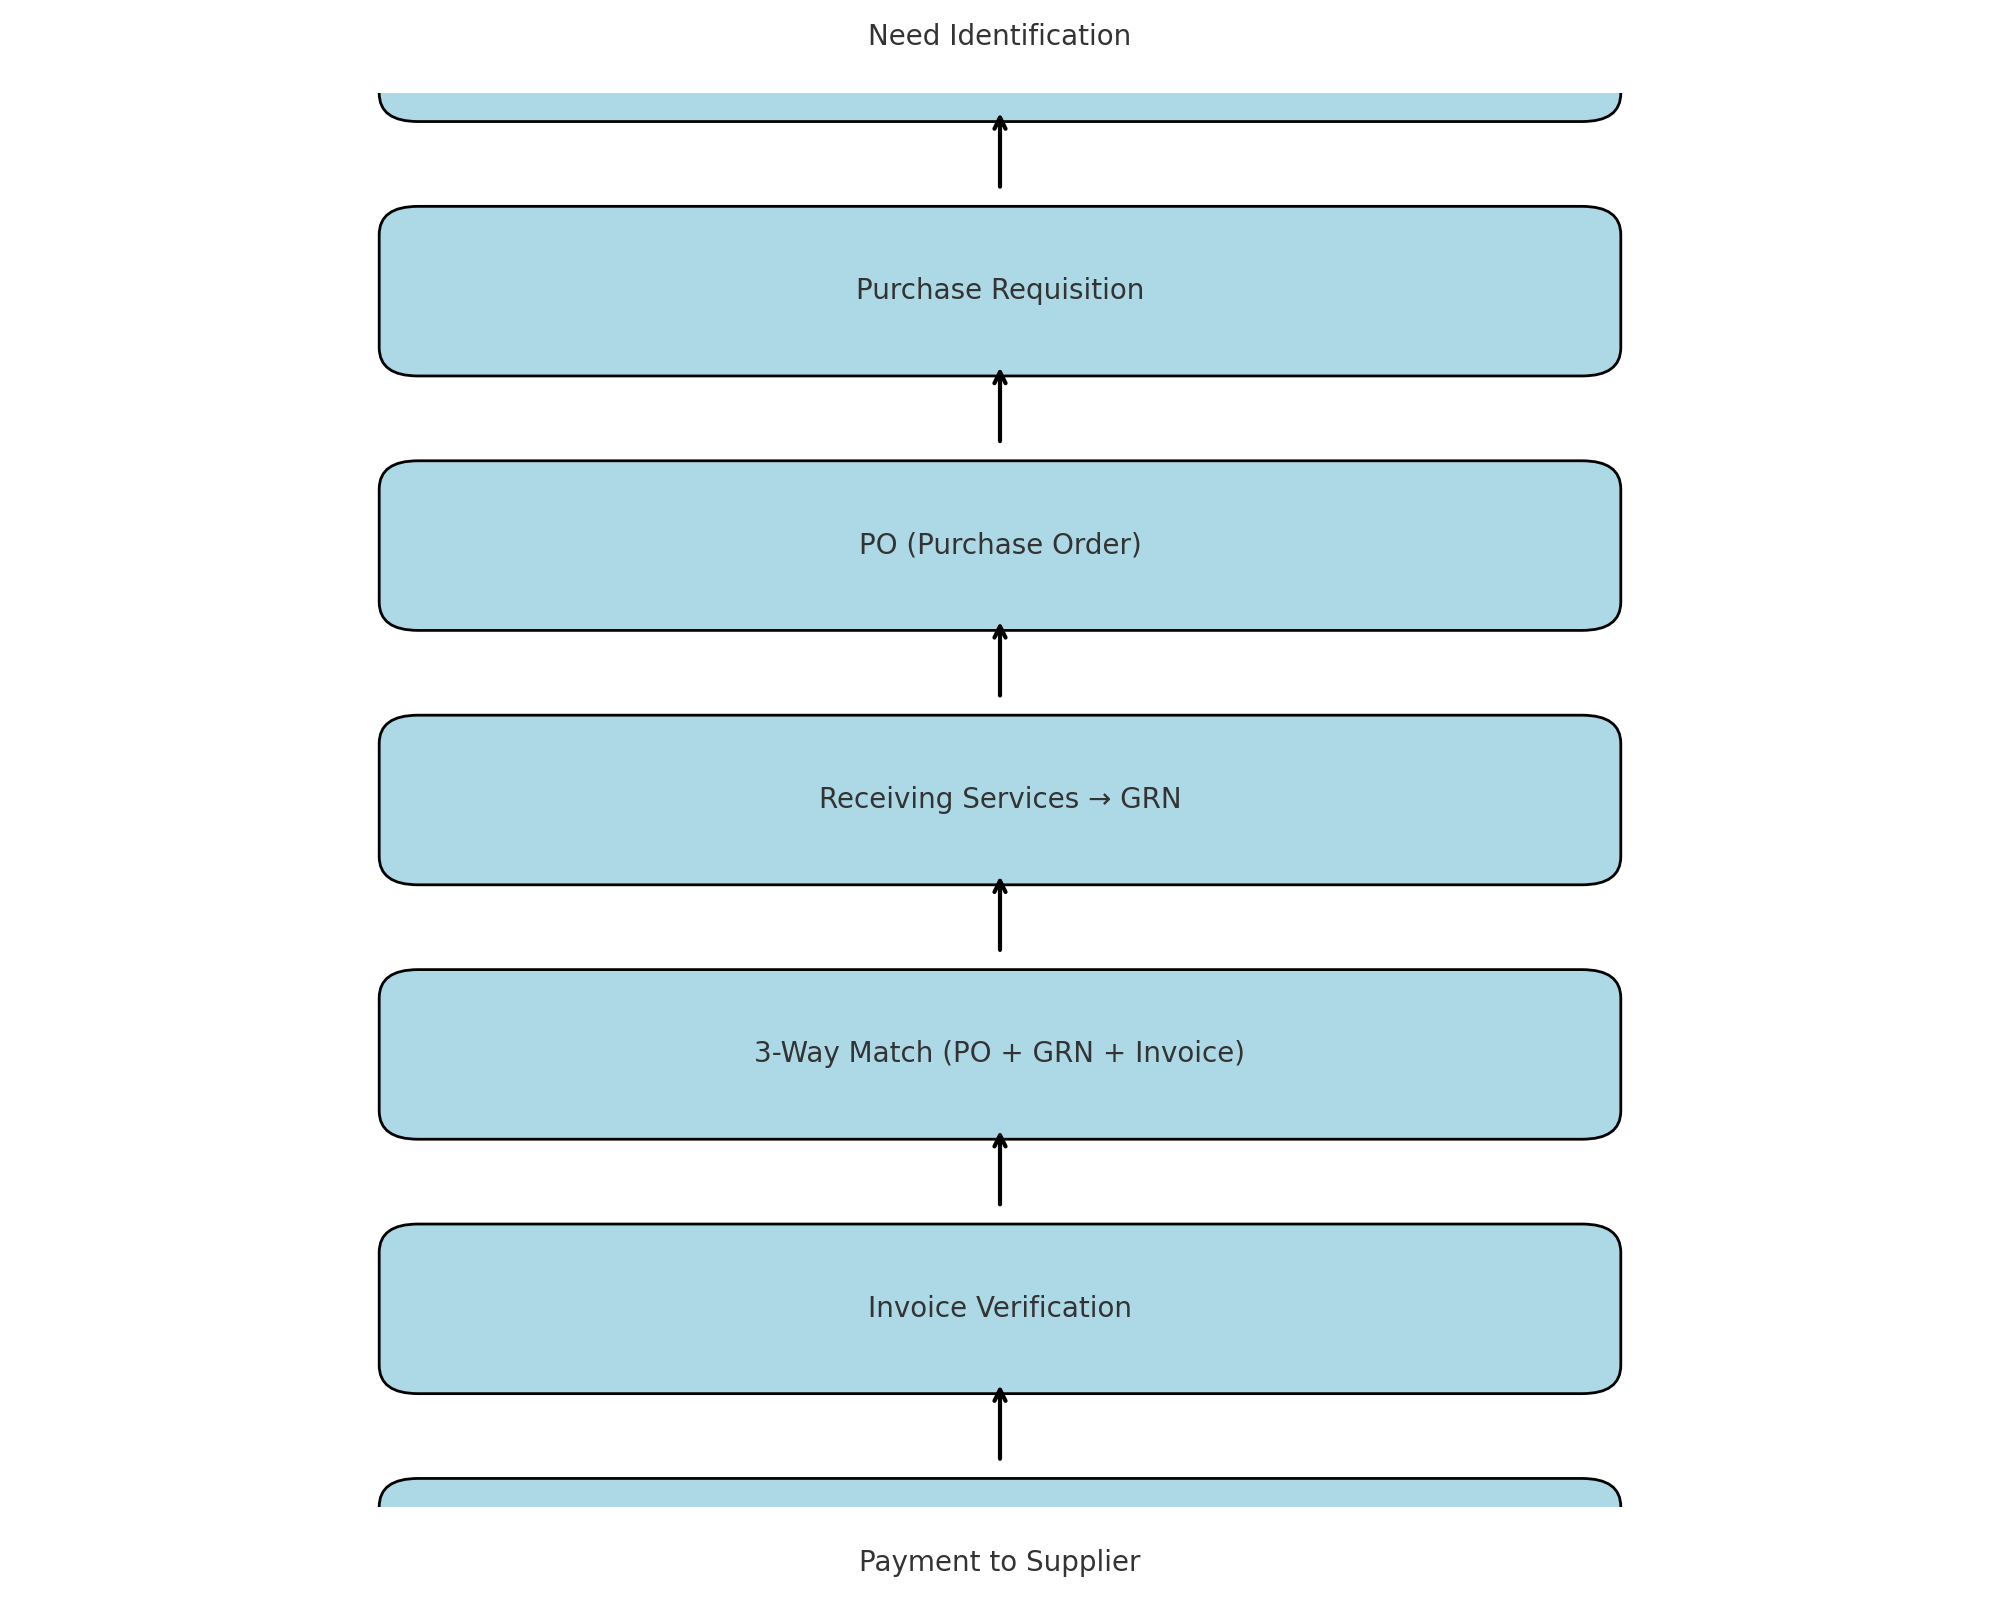 Need Identification
Purchase Requisition
PO (Purchase Order)
Receiving Services → GRN
3-Way Match (PO + GRN + Invoice)
Invoice Verification
Payment to Supplier